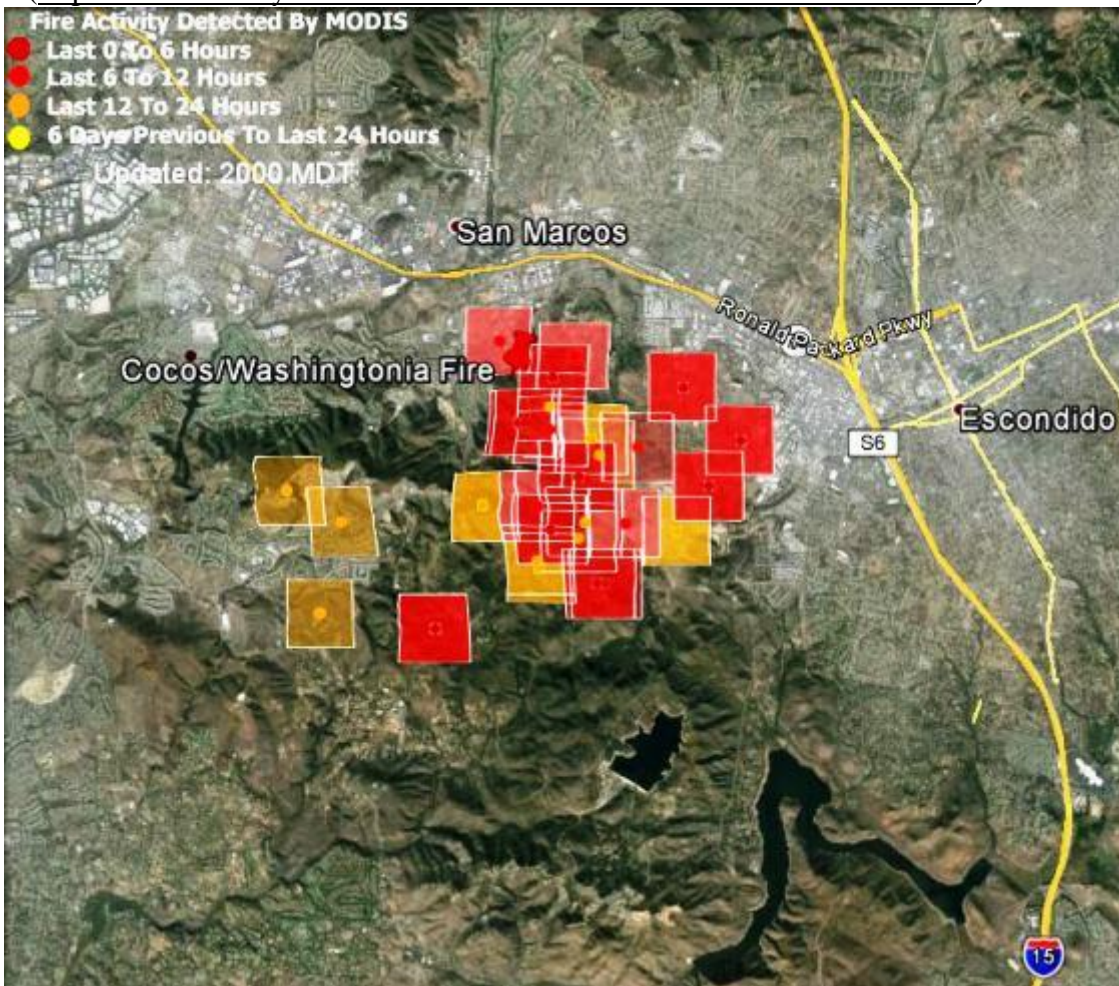 Fire Activity Detected By MODIS
Last 0 To 6 Hours
Last 6 To 12 Hours
Last 12 To 24 Hours
6 Days Previous To Last 24 Hours
Updated: 2000 MDT
San Marcos
Ronald Packard Pkwy
Cocos/Washingtonia Fire
Escondido
S6
15